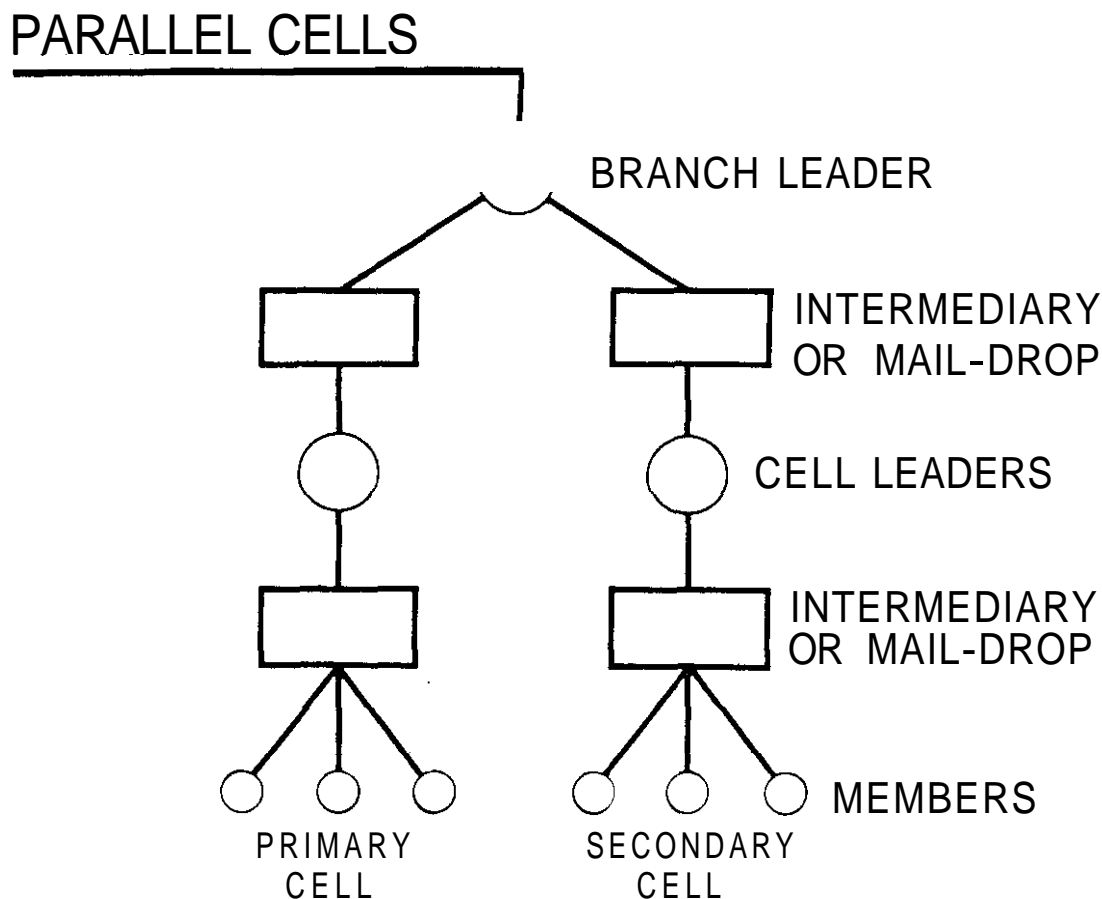 PARALLEL CELLS
BRANCH LEADER
INTERMEDIARY
OR MAIL-DROP
CELL LEADERS
INTERMEDIARY
OR MAIL-DROP
MEMBERS
PRIMARY
CELL
SECONDARY
CELL